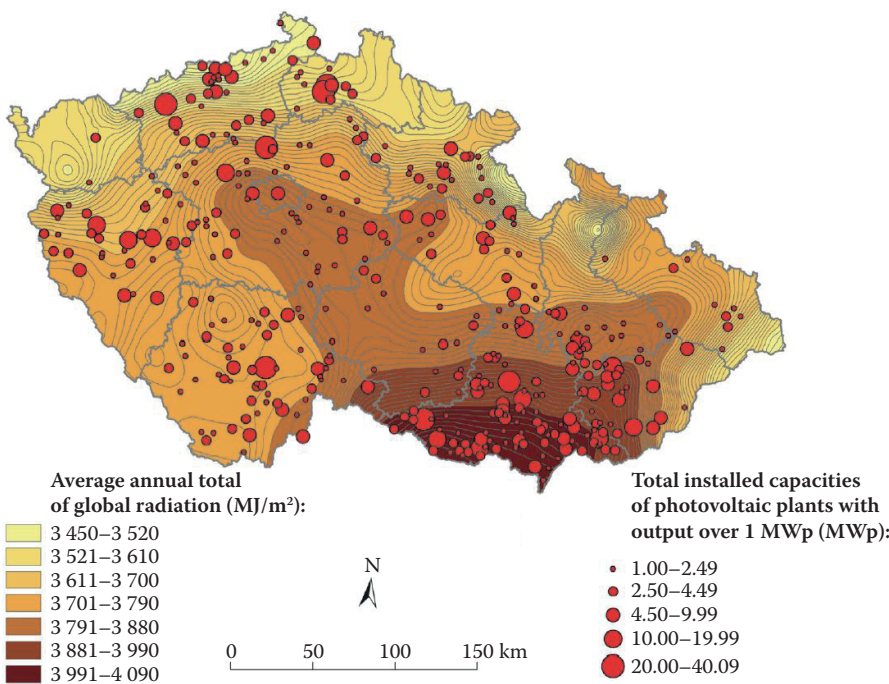 Average annual total
of global radiation (MJ/m²):
3 450–3 520
3 521–3 610
3 611–3 700
3 701–3 790
3 791–3 880
3 881–3 990
3 991–4 090
N
0 50 100 150 km
Total installed capacities
of photovoltaic plants with
output over 1 MWp (MWp):
1.00–2.49
2.50–4.49
4.50–9.99
10.00–19.99
20.00–40.09